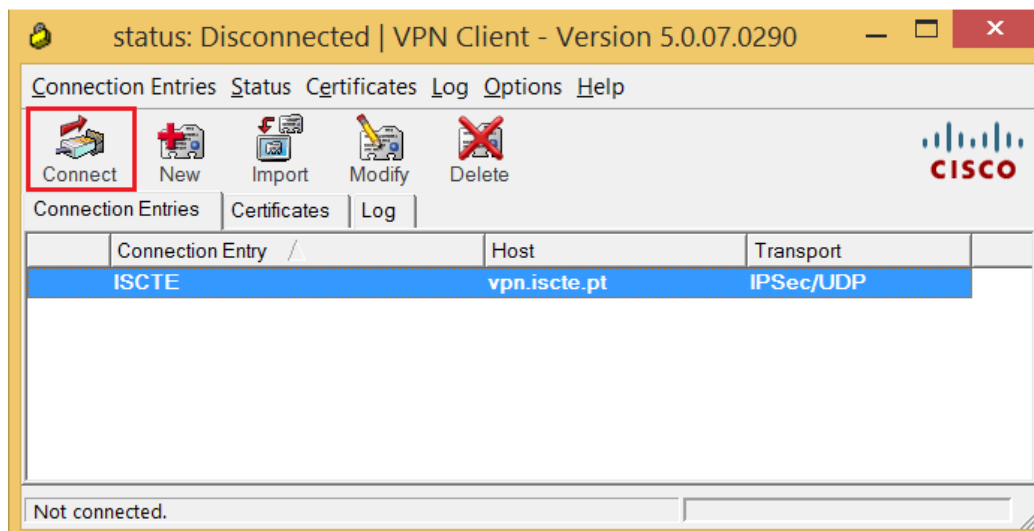 status: Disconnected | VPN Client - Version 5.0.07.0290
Connection Entries Status Certificates Log Options Help
Connect New Import Modify Delete
CISCO
Connection Entries Certificates Log
Connection Entry Host Transport
ISCTE vpn.iscte.pt IPSec/UDP
Not connected.